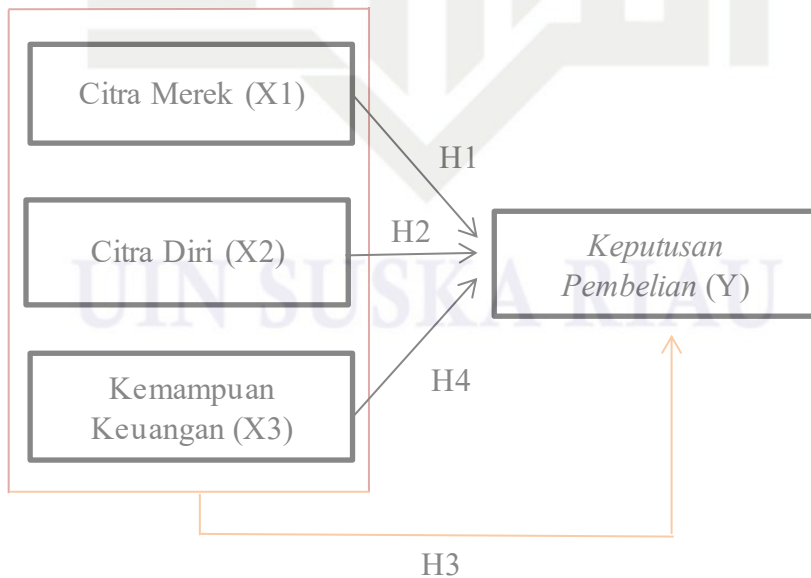 Citra Merek (X1)
H1
Citra Diri (X2)
H2
Keputusan
Pembelian (Y)
UIN SUSKA RIAU
Kemampuan
Keuangan (X3)
H4
H3